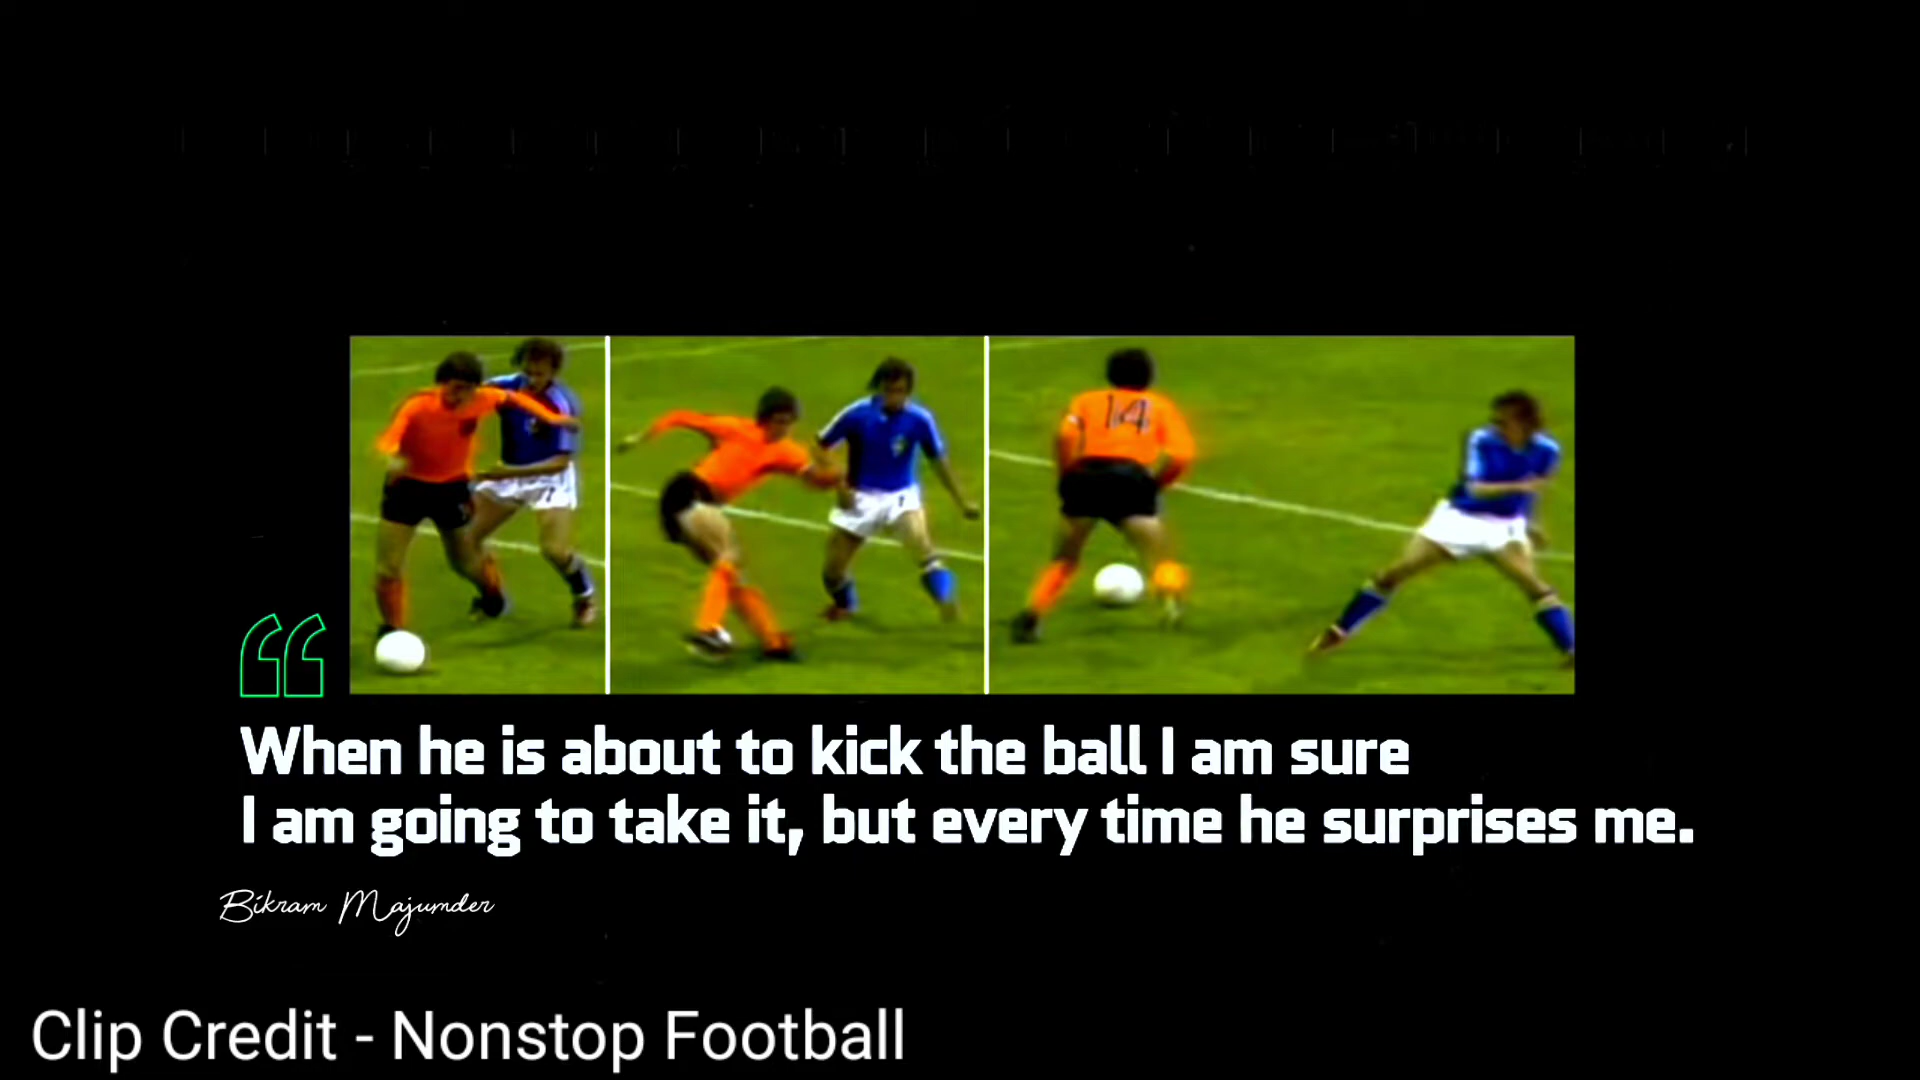 14
When he is about to kick the ball I am sure
I am going to take it, but every time he surprises me.
Bikram Majumder
Clip Credit - Nonstop Football